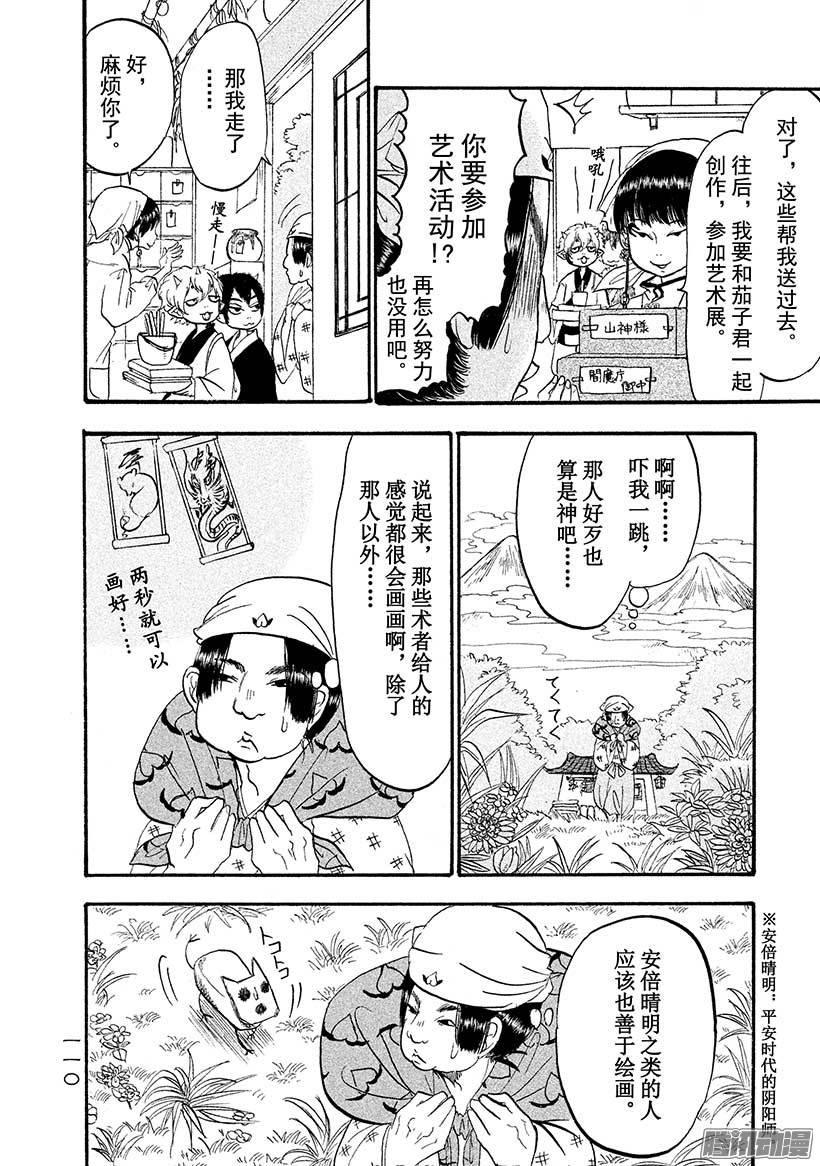 对了，这些帮我送过去。
往后，我要和茄子君一起
创作，参加艺术展。
哦吼
山神様
閻魔庁
御中
你要参加
艺术活动！？
再怎么努力
也没用吧。
那我走了
……
好，
麻烦你了。
慢走
啊啊……
吓我一跳，
那人好歹也
算是神吧……
てくてく
说起来，那些术者给人的
感觉都很会画画啊，除了
那人以外……
两秒就可以
画好……
安倍晴明之类的人
应该也善于绘画。
トコトコ
※安倍晴明：平安时代的阴阳师
一一〇
腾讯动漫